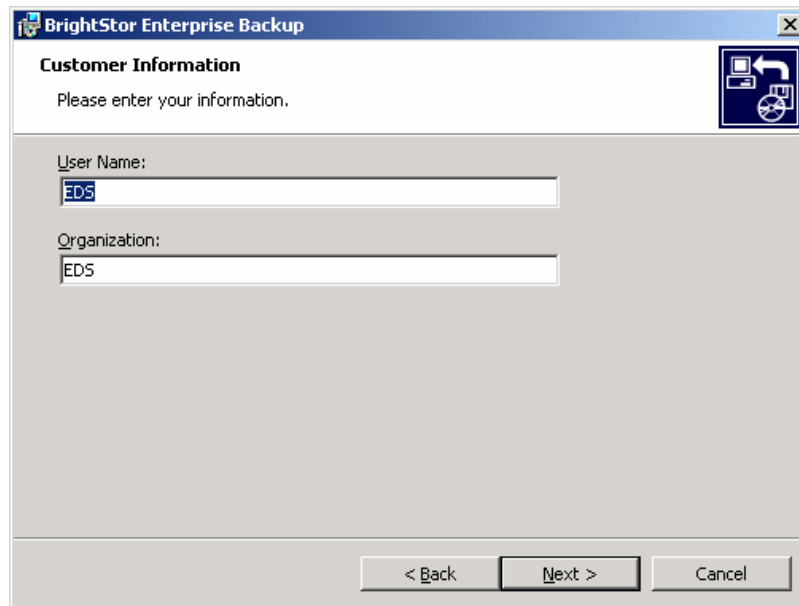 BrightStor Enterprise Backup
Customer Information
Please enter your information.
User Name:
EDS
Organization:
EDS
< Back Next > Cancel